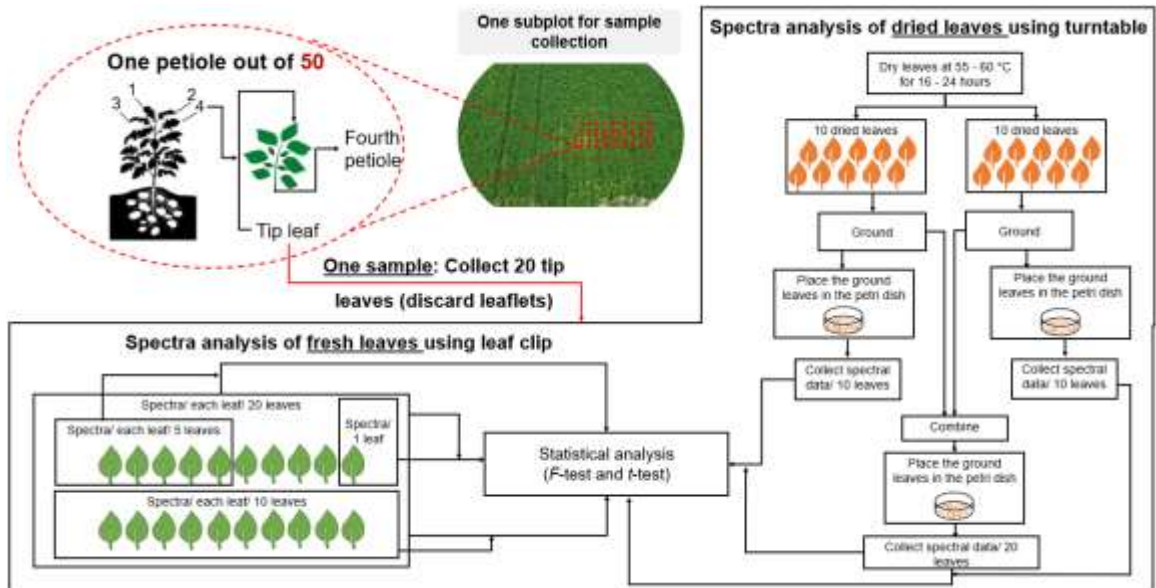 One subplot for sample
collection
One petiole out of 50
1
2
3
4
Fourth
petiole
Tip leaf
One sample: Collect 20 tip
leaves (discard leaflets)
Spectra analysis of fresh leaves using leaf clip
Spectra/ each leaf/ 20 leaves
Spectra/ each leaf/ 5 leaves
Spectra/
1 leaf
Spectra/ each leaf/ 10 leaves
Statistical analysis
(F-test and t-test)
Spectra analysis of dried leaves using turntable
Dry leaves at 55 - 60 °C
for 16 - 24 hours
10 dried leaves
10 dried leaves
Ground
Ground
Place the ground
leaves in the petri dish
Place the ground
leaves in the petri dish
Collect spectral
data/ 10 leaves
Collect spectral
data/ 10 leaves
Combine
Place the ground
leaves in the petri dish
Collect spectral data/ 20
leaves